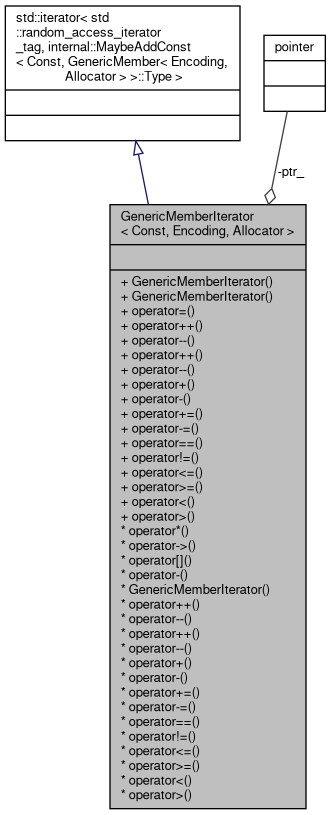 std::iterator< std
::random_access_iterator
_tag, internal::MaybeAddConst
< Const, GenericMember< Encoding,
Allocator > >::Type >
pointer
-ptr_
GenericMemberIterator
< Const, Encoding, Allocator >
+ GenericMemberIterator()
+ GenericMemberIterator()
+ operator=()
+ operator++()
+ operator--()
+ operator++()
+ operator--()
+ operator+()
+ operator-()
+ operator+=()
+ operator-=()
+ operator==()
+ operator!=()
+ operator<=()
+ operator>=()
+ operator<()
+ operator>()
* operator*()
* operator->()
* operator[]()
* operator-()
* GenericMemberIterator()
* operator++()
* operator--()
* operator++()
* operator--()
* operator+()
* operator-()
* operator+=()
* operator-=()
* operator==()
* operator!=()
* operator<=()
* operator>=()
* operator<()
* operator>()